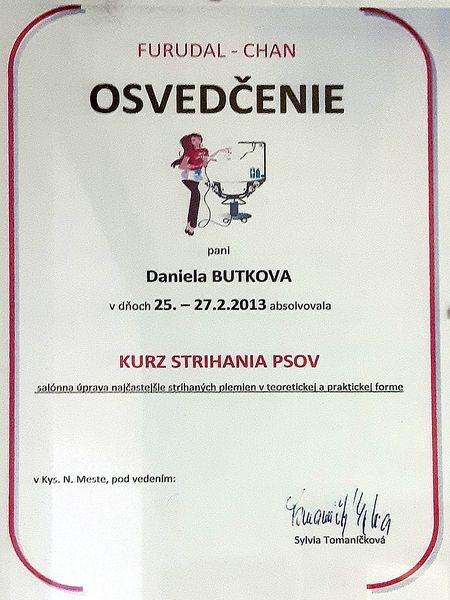 FURUDAL - CHAN
OSVEDČENIE
pani
Daniela BUTKOVA
v dňoch 25. – 27.2.2013 absolvovala
KURZ STRIHANIA PSOV
salónna úprava najčastejšie strihaných plemien v teoretickej a praktickej forme
v Kys. N. Meste, pod vedením:
Sylvia Tomaníčková